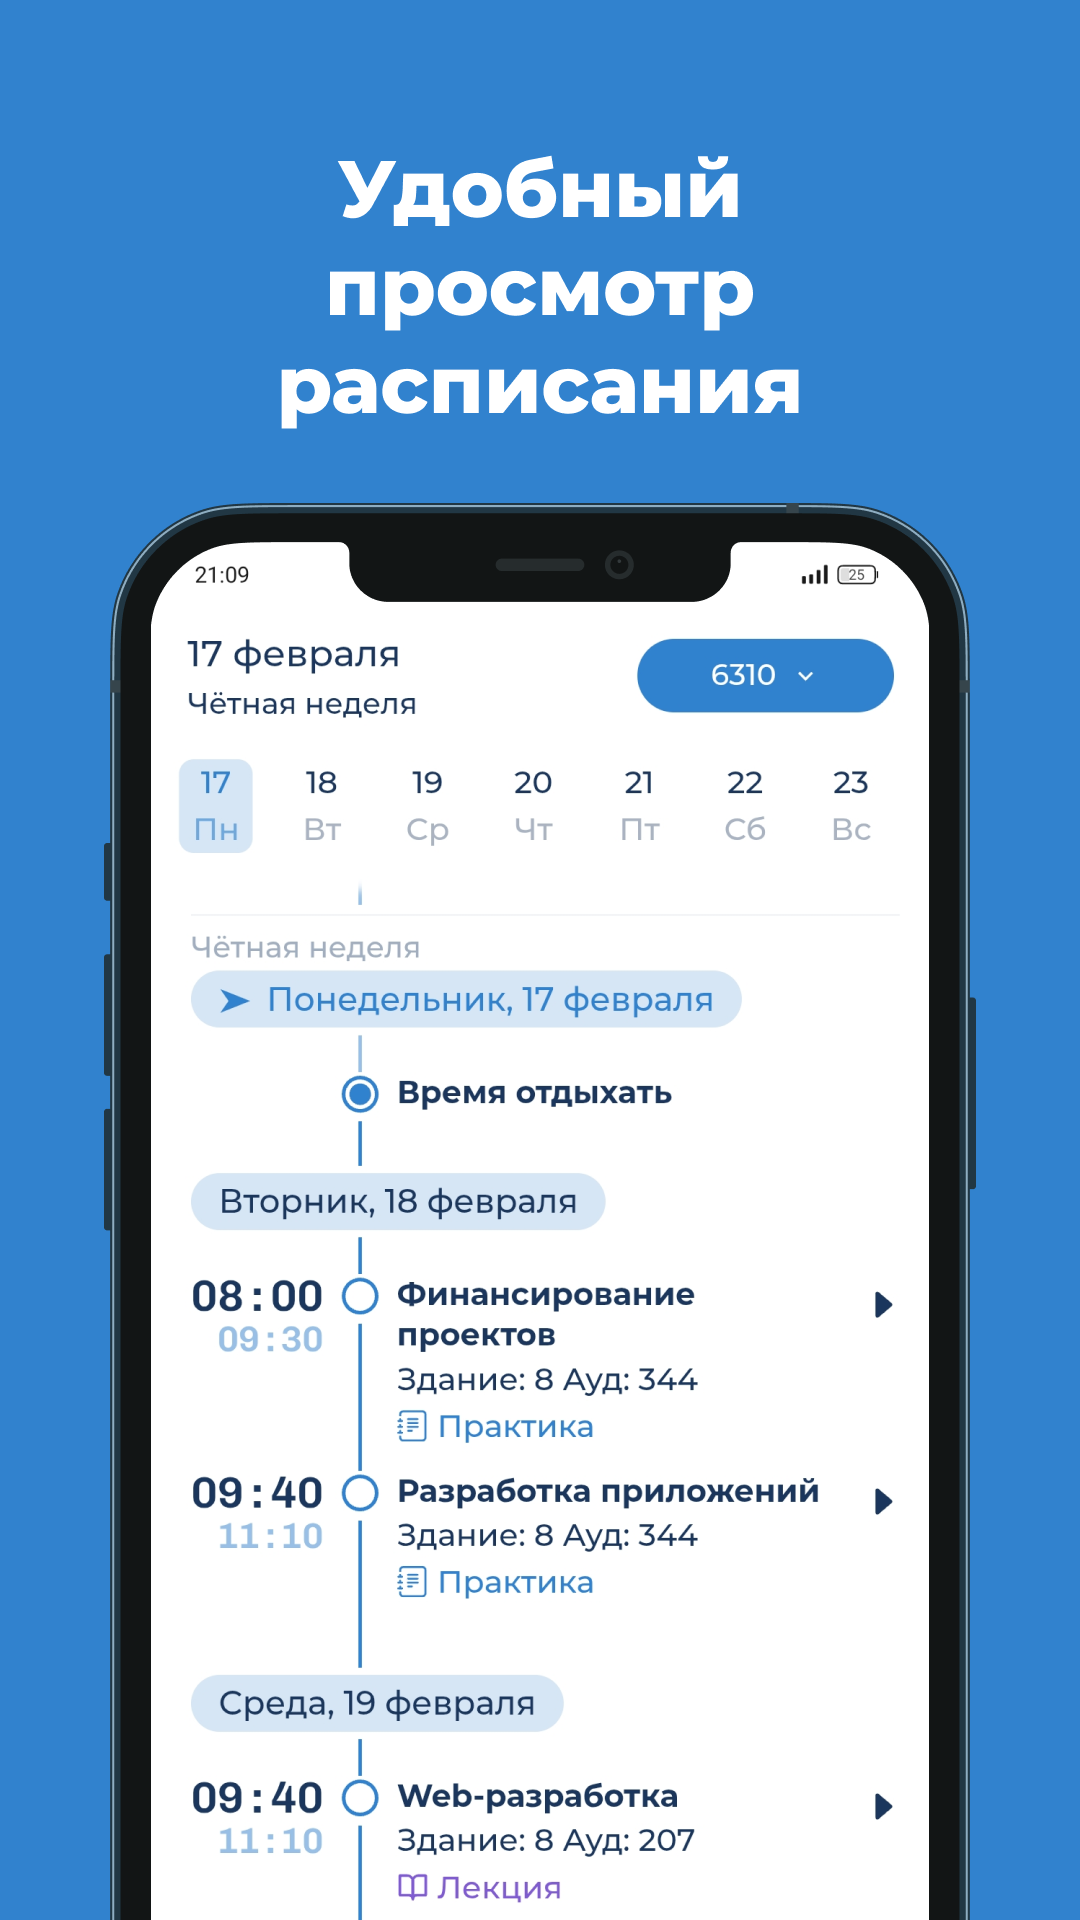 Удобный
просмотр
расписания
21:09
25
17 февраля
6310
Чётная неделя
17 18 19 20 21 22 23
Пн Вт Ср Чт Пт Сб Вс
Чётная неделя
Понедельник, 17 февраля
Время отдыхать
Вторник, 18 февраля
08:00 Финансирование
09:30 проектов
Здание: 8 Ауд: 344
Практика
09:40 Разработка приложений
11:10 Здание: 8 Ауд: 344
Практика
Среда, 19 февраля
09:40 Web-разработка
11:10 Здание: 8 Ауд: 207
Лекция